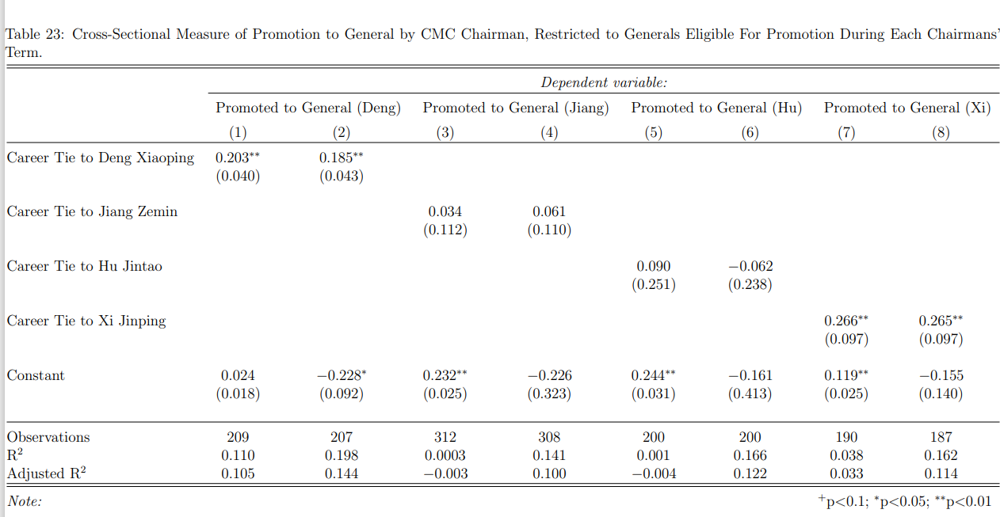 Table 23: Cross-Sectional Measure of Promotion to General by CMC Chairman, Restricted to Generals Eligible For Promotion During Each Chairmans'
Term.
Dependent variable:
Promoted to General (Deng) Promoted to General (Jiang) Promoted to General (Hu) Promoted to General (Xi)
(1) (2) (3) (4) (5) (6) (7) (8)
Career Tie to Deng Xiaoping 0.203** 0.185**
(0.040) (0.043)
Career Tie to Jiang Zemin 0.034 0.061
(0.112) (0.110)
Career Tie to Hu Jintao 0.090 −0.062
(0.251) (0.238)
Career Tie to Xi Jinping 0.266** 0.265**
(0.097) (0.097)
Constant 0.024 −0.228* 0.232** −0.226 0.244** −0.161 0.119** −0.155
(0.018) (0.092) (0.025) (0.323) (0.031) (0.413) (0.025) (0.140)
Observations 209 207 312 308 200 200 190 187
R² 0.110 0.198 0.0003 0.141 0.001 0.166 0.038 0.162
Adjusted R² 0.105 0.144 −0.003 0.100 −0.004 0.122 0.033 0.114
Note: +p<0.1; *p<0.05; **p<0.01